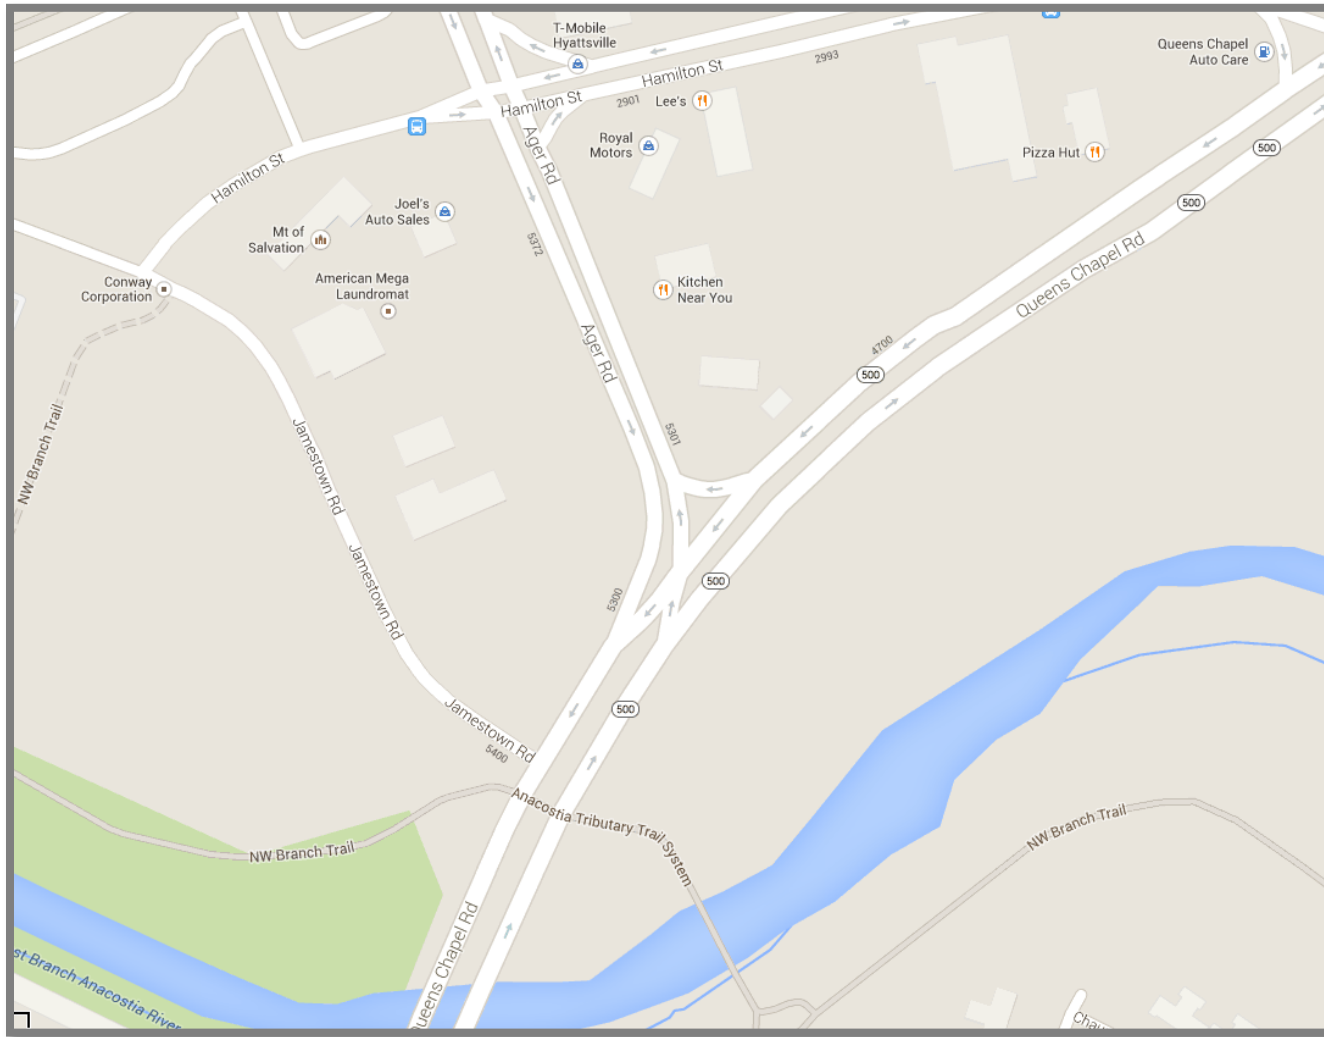 T-Mobile
Hyattsville
Hamilton St
2993
Queens Chapel
Auto Care
Hamilton St
2901
Lee's
Ager Rd
Royal
Motors
Pizza Hut
500
Hamilton St
500
Joel's
Auto Sales
Mt of
Salvation
5372
Queens Chapel Rd
Conway
Corporation
American Mega
Laundromat
Kitchen
Near You
Ager Rd
4700
500
NW Branch Trail
Jamestown Rd
5301
Jamestown Rd
500
5300
500
Jamestown Rd
5400
Anacostia Tributary Trail System
NW Branch Trail
NW Branch Trail
Queens Chapel Rd
st Branch Anacostia River
Chau